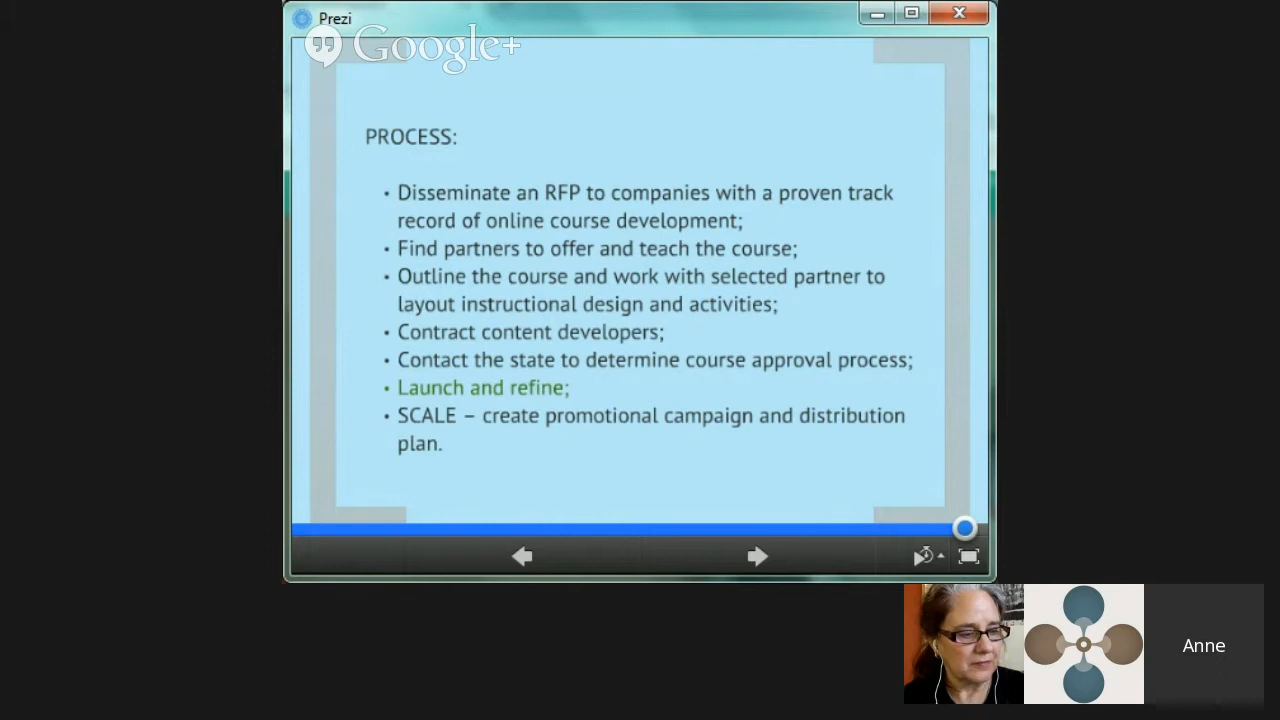 Prezi
Google+
PROCESS:
• Disseminate an RFP to companies with a proven track
record of online course development;
• Find partners to offer and teach the course;
• Outline the course and work with selected partner to
layout instructional design and activities;
• Contract content developers;
• Contact the state to determine course approval process;
• Launch and refine;
• SCALE – create promotional campaign and distribution
plan.
Anne